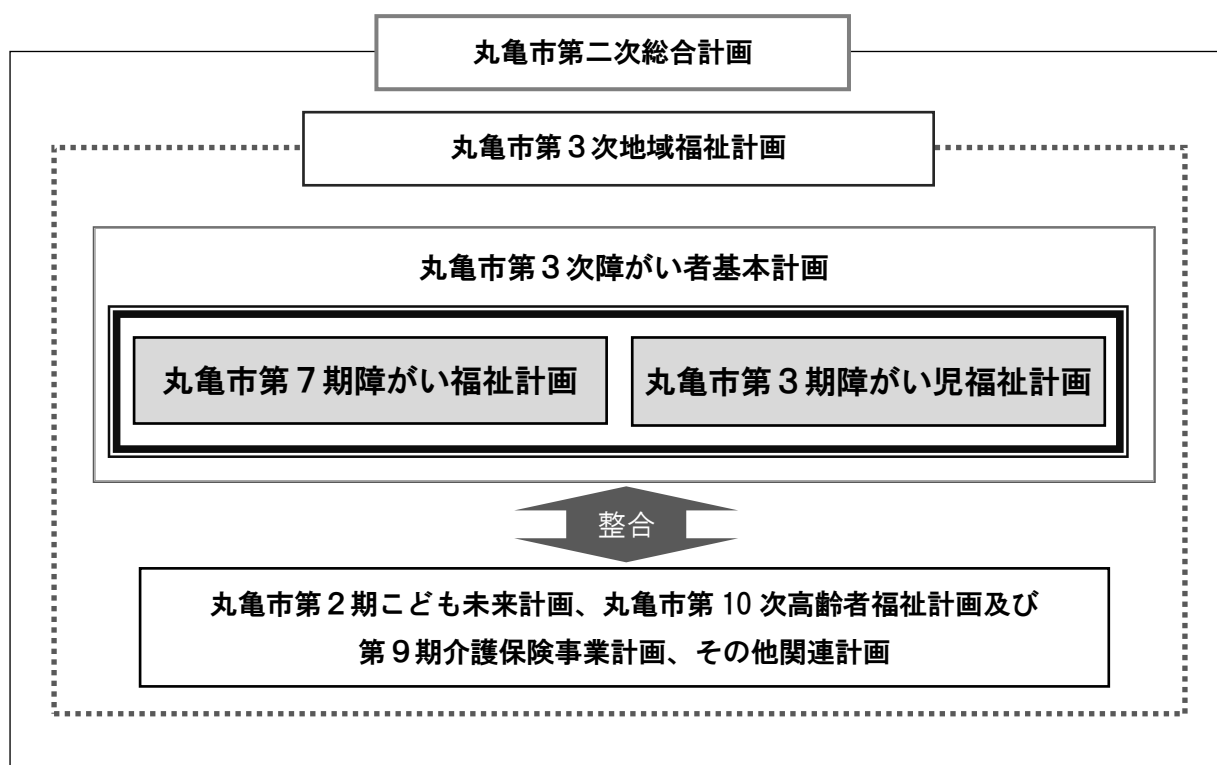 丸亀市第二次総合計画
丸亀市第３次地域福祉計画
丸亀市第３次障がい者基本計画
丸亀市第７期障がい福祉計画
丸亀市第３期障がい児福祉計画
整合
丸亀市第２期こども未来計画、丸亀市第 10 次高齢者福祉計画及び
第９期介護保険事業計画、その他関連計画